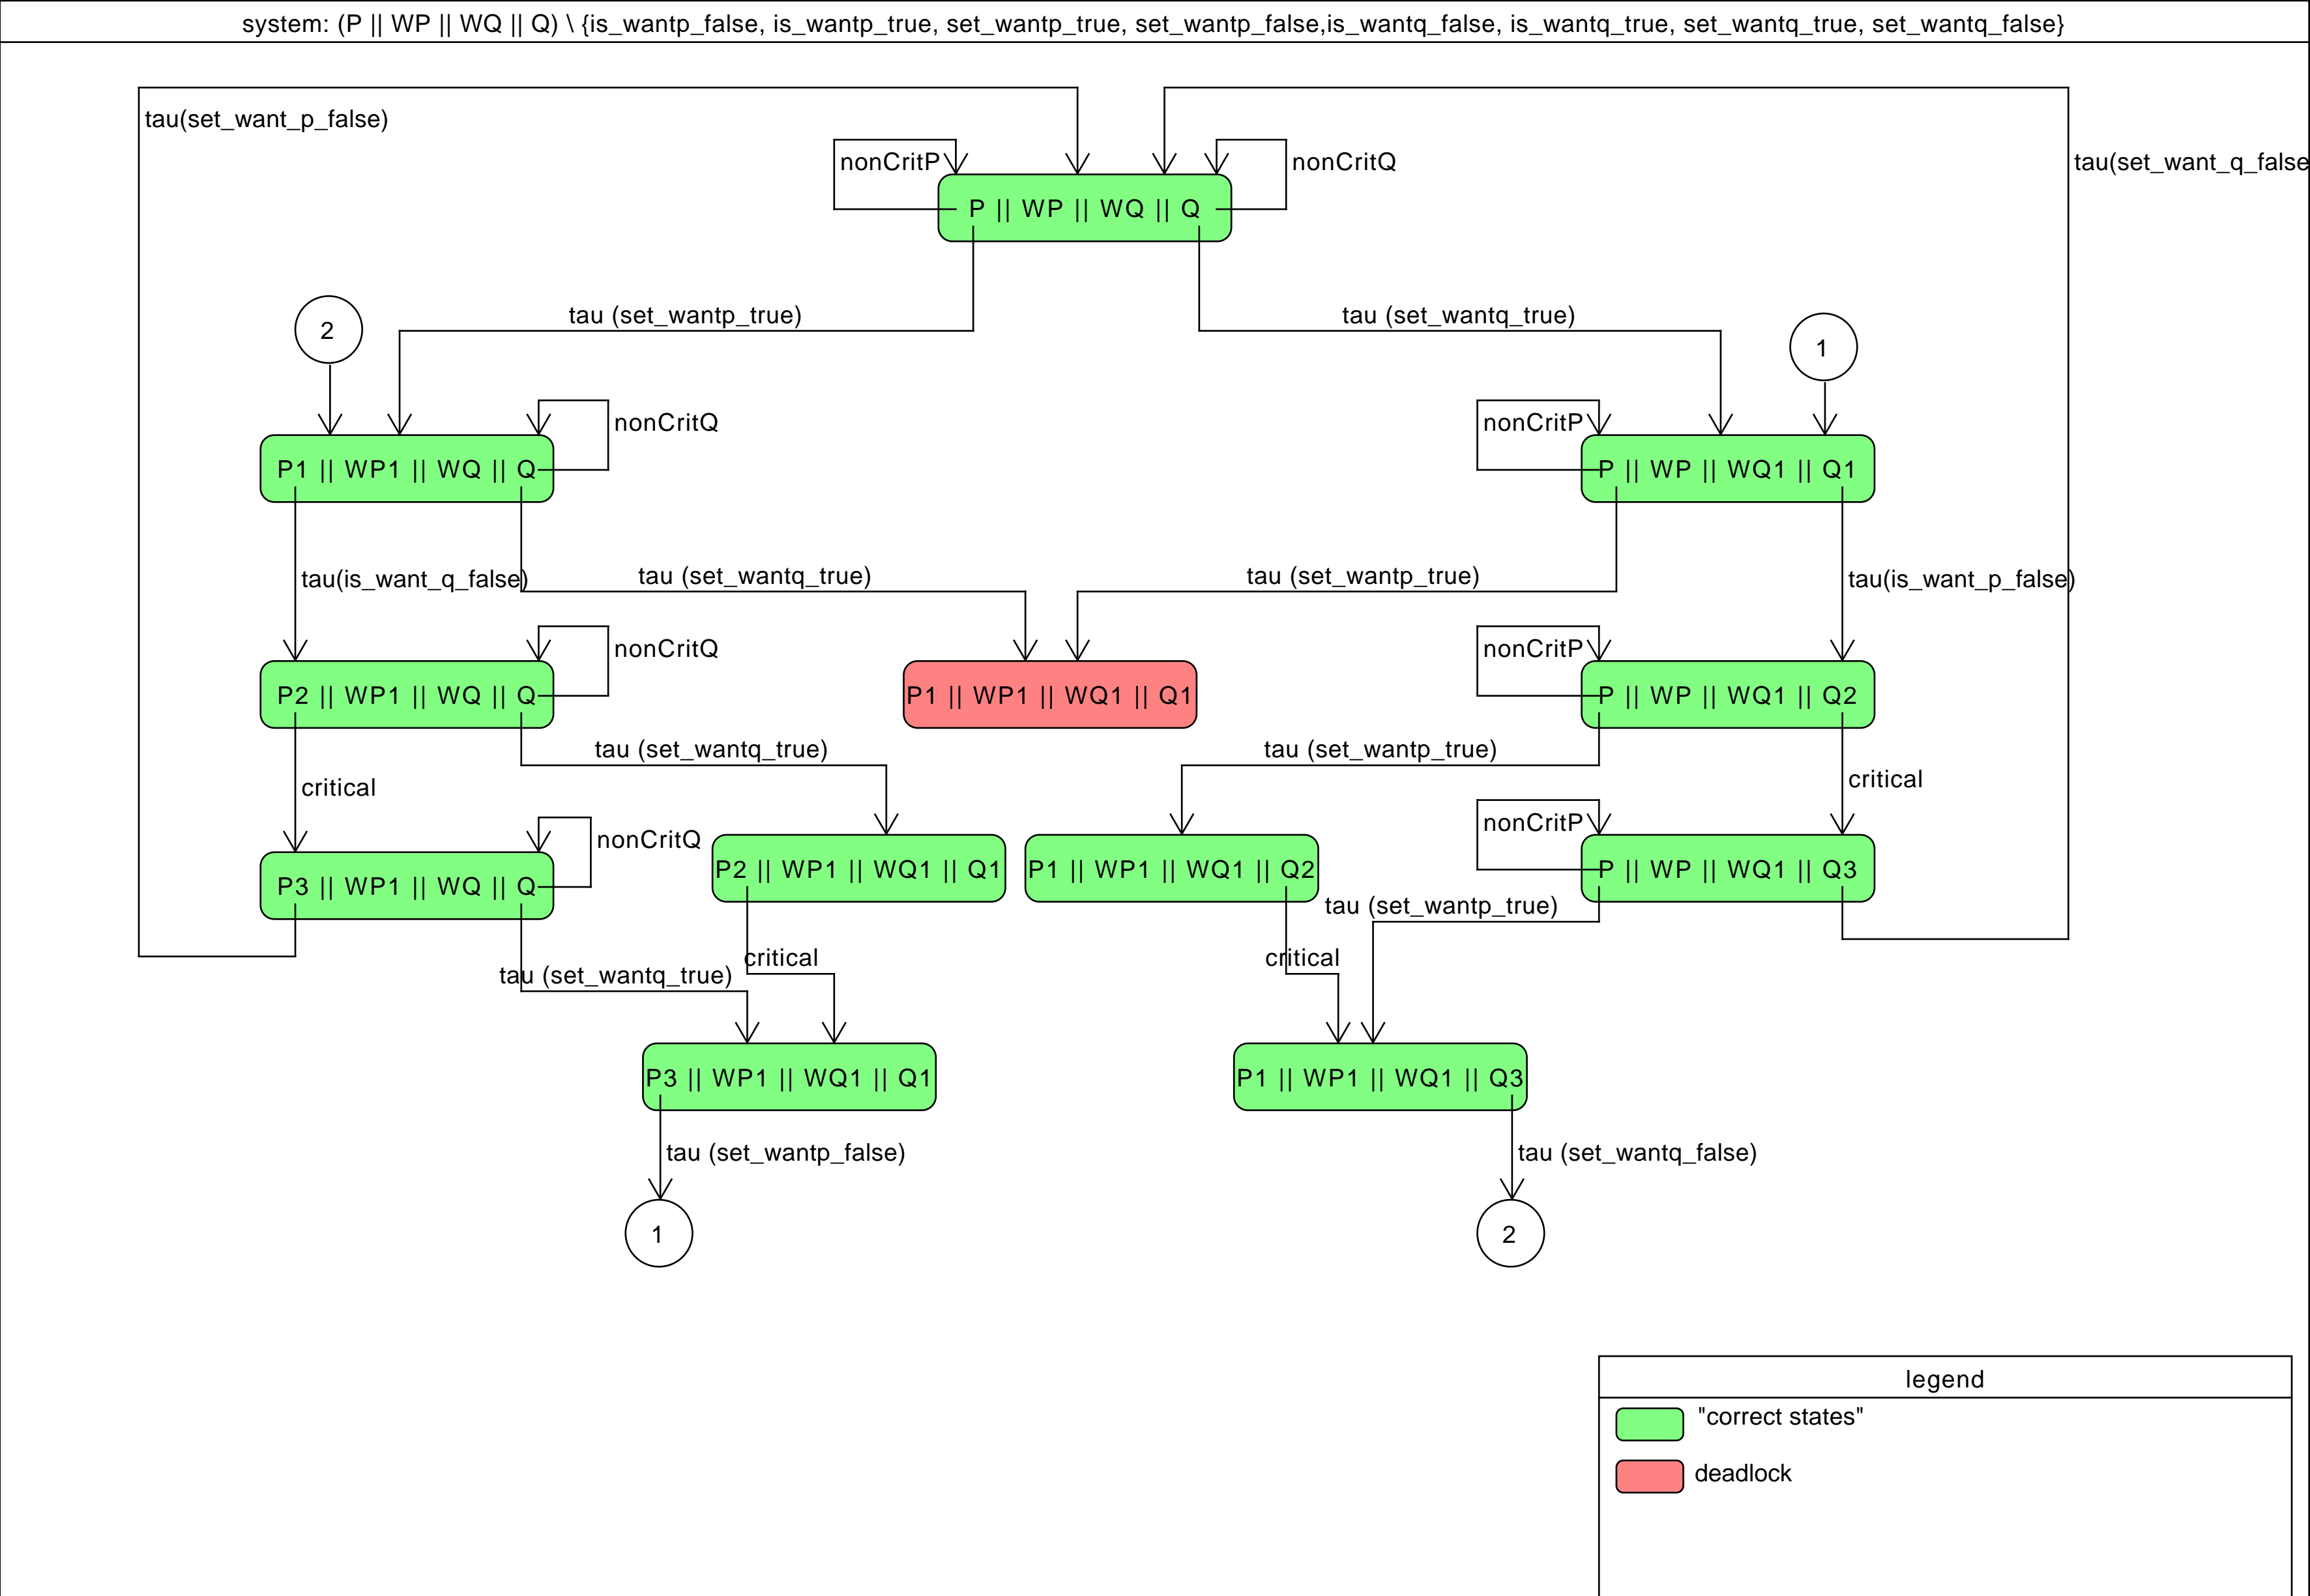 system: (P || WP || WQ || Q) \ {is_wantp_false, is_wantp_true, set_wantp_true, set_wantp_false,is_wantq_false, is_wantq_true, set_wantq_true, set_wantq_false}
tau(set_want_p_false)
nonCritP
nonCritQ
tau(set_want_q_false
P || WP || WQ || Q
tau (set_wantp_true)
tau (set_wantq_true)
2
1
nonCritQ
nonCritP
P1 || WP1 || WQ || Q
P || WP || WQ1 || Q1
tau(is_want_q_false)
tau (set_wantq_true)
tau (set_wantp_true)
tau(is_want_p_false)
nonCritQ
nonCritP
P2 || WP1 || WQ || Q
P1 || WP1 || WQ1 || Q1
P || WP || WQ1 || Q2
tau (set_wantq_true)
tau (set_wantp_true)
critical
critical
nonCritQ
nonCritP
P3 || WP1 || WQ || Q
P2 || WP1 || WQ1 || Q1
P1 || WP1 || WQ1 || Q2
P || WP || WQ1 || Q3
tau (set_wantp_true)
critical
critical
tau (set_wantq_true)
P3 || WP1 || WQ1 || Q1
P1 || WP1 || WQ1 || Q3
tau (set_wantp_false)
tau (set_wantq_false)
1
2
legend
"correct states"
deadlock